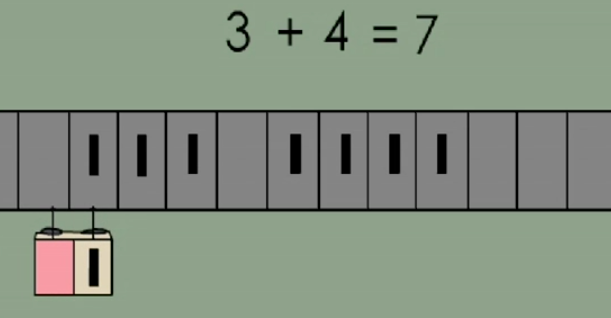 3 + 4 = 7
| | | | | | |
|